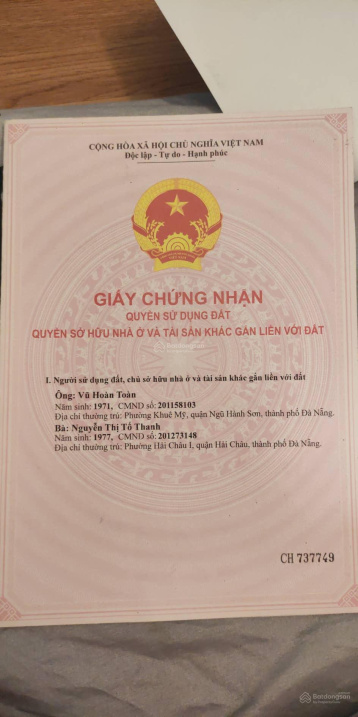 CỘNG HÒA XÃ HỘI CHỦ NGHĨA VIỆT NAM
Độc lập - Tự do - Hạnh phúc
GIẤY CHỨNG NHẬN
QUYỀN SỬ DỤNG ĐẤT
QUYỀN SỞ HỮU NHÀ Ở VÀ TÀI SẢN KHÁC GẮN LIỀN VỚI ĐẤT
I. Người sử dụng đất, chủ sở hữu nhà ở và tài sản khác gắn liền với đất
Ông: Vũ Hoàn Toàn
Năm sinh: 1971, CMND số: 201158103
Địa chỉ thường trú: Phường Khuê Mỹ, quận Ngũ Hành Sơn, thành phố Đà Nẵng.
Bà: Nguyễn Thị Tố Thanh
Năm sinh: 1977, CMND số: 201273148
Địa chỉ thường trú: Phường Hải Châu I, quận Hải Châu, thành phố Đà Nẵng.
CH 737749
Batdongsan